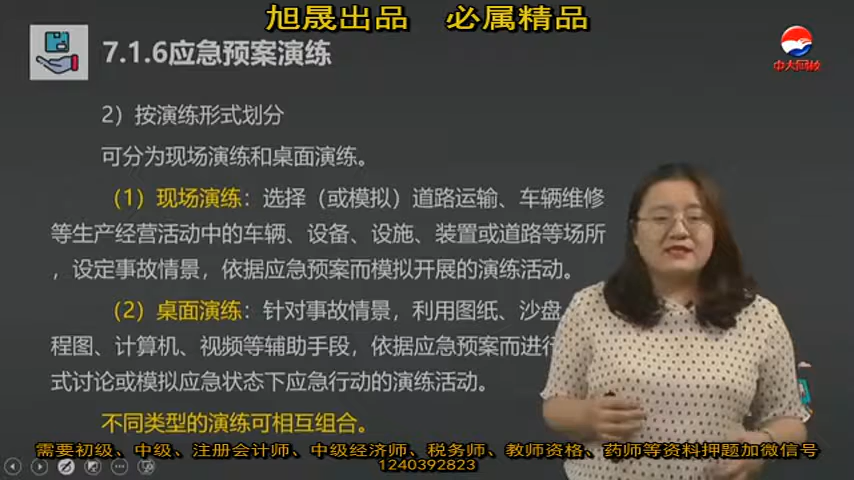 旭晟出品 必属精品
7.1.6应急预案演练
中大网校
2）按演练形式划分
可分为现场演练和桌面演练。
（1）现场演练：选择（或模拟）道路运输、车辆维修
等生产经营活动中的车辆、设备、设施、装置或道路等场所
，设定事故情景，依据应急预案而模拟开展的演练活动。
（2）桌面演练：针对事故情景，利用图纸、沙盘、
程图、计算机、视频等辅助手段，依据应急预案而进行
式讨论或模拟应急状态下应急行动的演练活动。
不同类型的演练可相互组合。
需要初级、中级、注册会计师、中级经济师、税务师、教师资格、药师等资料押题加微信号
1240392823